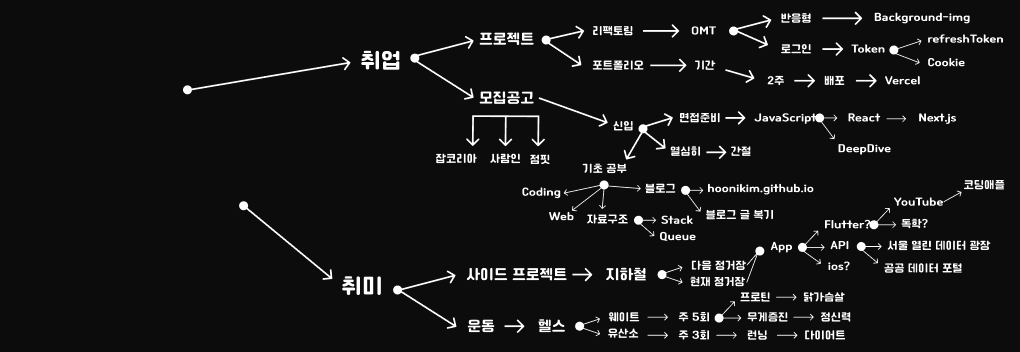 취업
프로젝트
리팩토링
OMT
반응형
Background-img
로그인
Token
refreshToken
Cookie
포트폴리오
기간
2주
배포
Vercel
모집공고
잡코리아
사람인
점핏
신입
면접준비
JavaScript
React
Next.js
DeepDive
열심히
간절
기초 공부
Coding
Web
자료구조
Stack
Queue
블로그
hoonikim.github.io
블로그 글 복기
취미
사이드 프로젝트
지하철
다음 정거장
현재 정거장
App
Flutter?
YouTube
코딩애플
독학?
API
서울 열린 데이터 광장
공공 데이터 포털
ios?
운동
헬스
웨이트
주 5회
프로틴
닭가슴살
무게증진
정신력
유산소
주 3회
런닝
다이어트